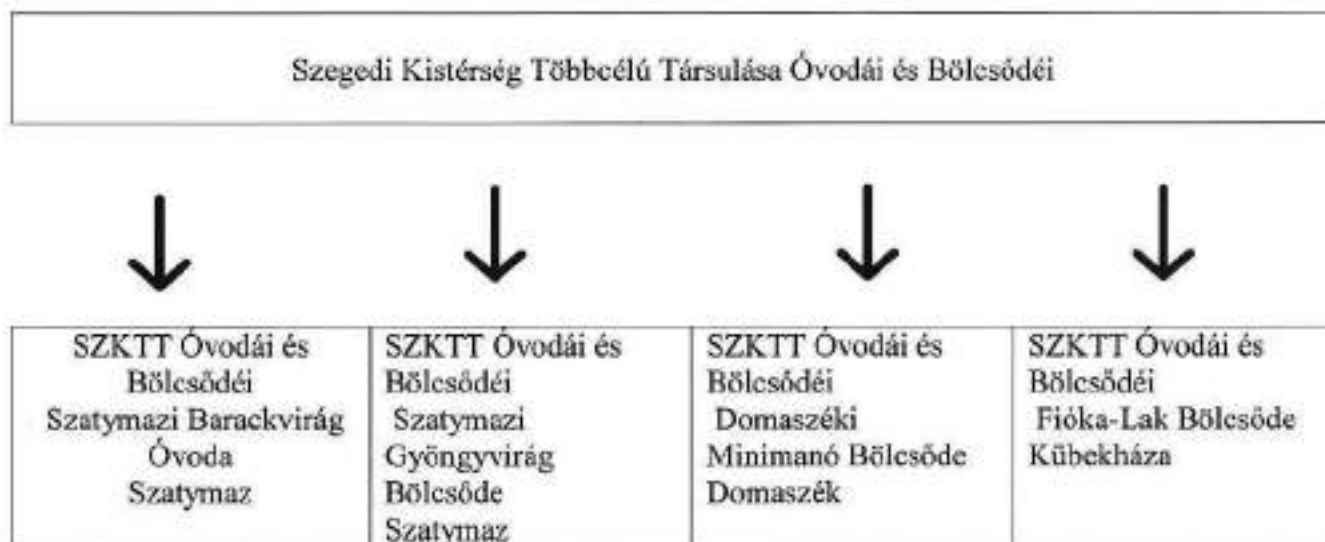 Szegedi Kistérség Többcélú Társulása Óvodái és Bölcsődéi
SZKTT Óvodái és
Bölcsődéi
Szatymazi Barackvirág
Óvoda
Szatymaz
SZKTT Óvodái és
Bölcsődéi
Szatymazi
Gyöngyvirág
Bölcsőde
Szatymaz
SZKTT Óvodái és
Bölcsődéi
Domaszéki
Minimanó Bölcsőde
Domaszék
SZKTT Óvodái és
Bölcsődéi
Fióka-Lak Bölcsőde
Kübekháza